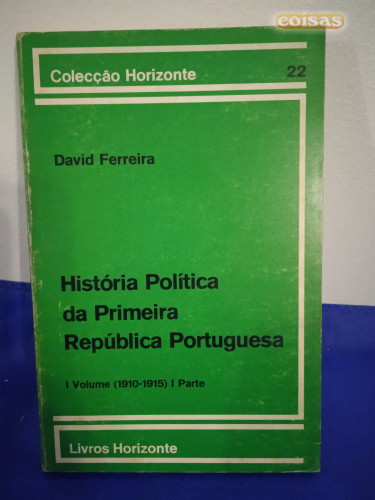 coisas
Colecção Horizonte 22
David Ferreira
História Política
da Primeira
República Portuguesa
I Volume (1910-1915) I Parte
Livros Horizonte